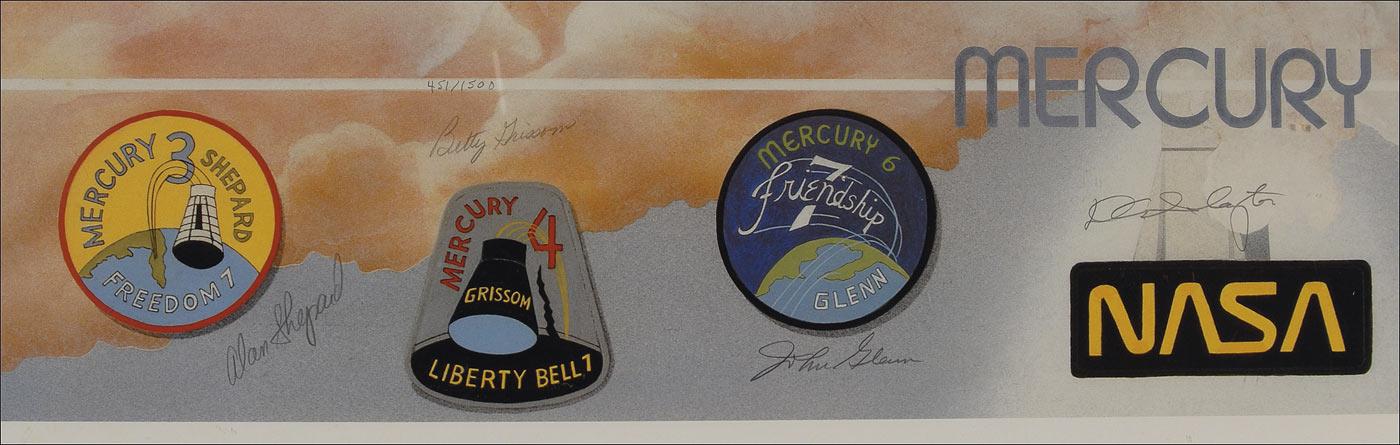 451/1500
Betty Grissom
MERCURY
MERCURY 3 SHEPARD
FREEDOM 7
Alan Shepard
MERCURY 4
GRISSOM
LIBERTY BELL 7
MERCURY 6
friendship
7
GLENN
John Glenn
D K Slayton
NASA